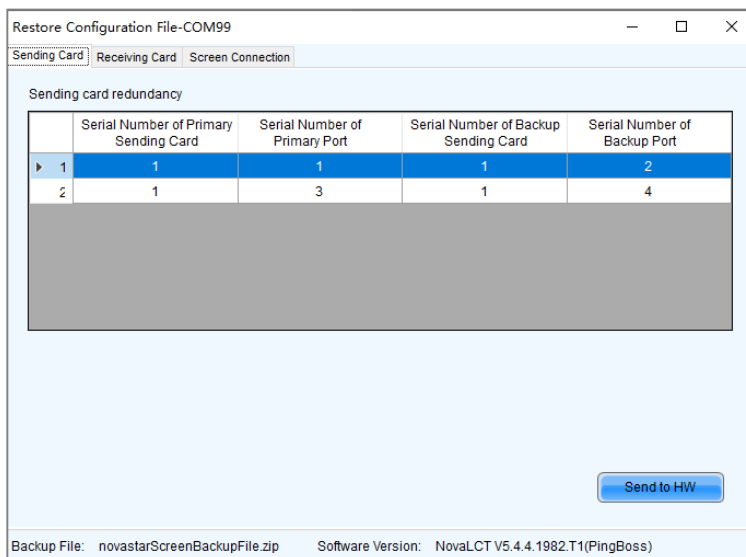 Restore Configuration File-COM99
Sending Card Receiving Card Screen Connection
Sending card redundancy
Serial Number of Primary Sending Card Serial Number of Primary Port Serial Number of Backup Sending Card Serial Number of Backup Port
1 1 1 1 2
2 1 3 1 4
Send to HW
Backup File: novastarScreenBackupFile.zip Software Version: NovaLCT V5.4.4.1982.T1(PingBoss)